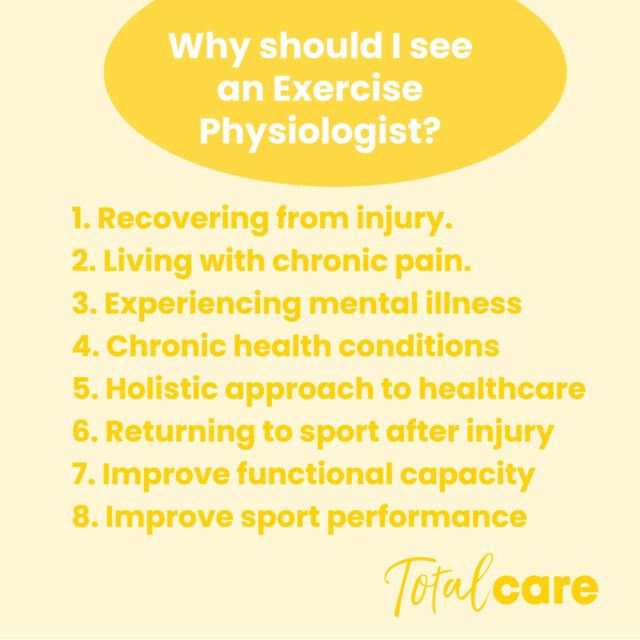 Why should I see
an Exercise
Physiologist?
1. Recovering from injury.
2. Living with chronic pain.
3. Experiencing mental illness
4. Chronic health conditions
5. Holistic approach to healthcare
6. Returning to sport after injury
7. Improve functional capacity
8. Improve sport performance
Total care